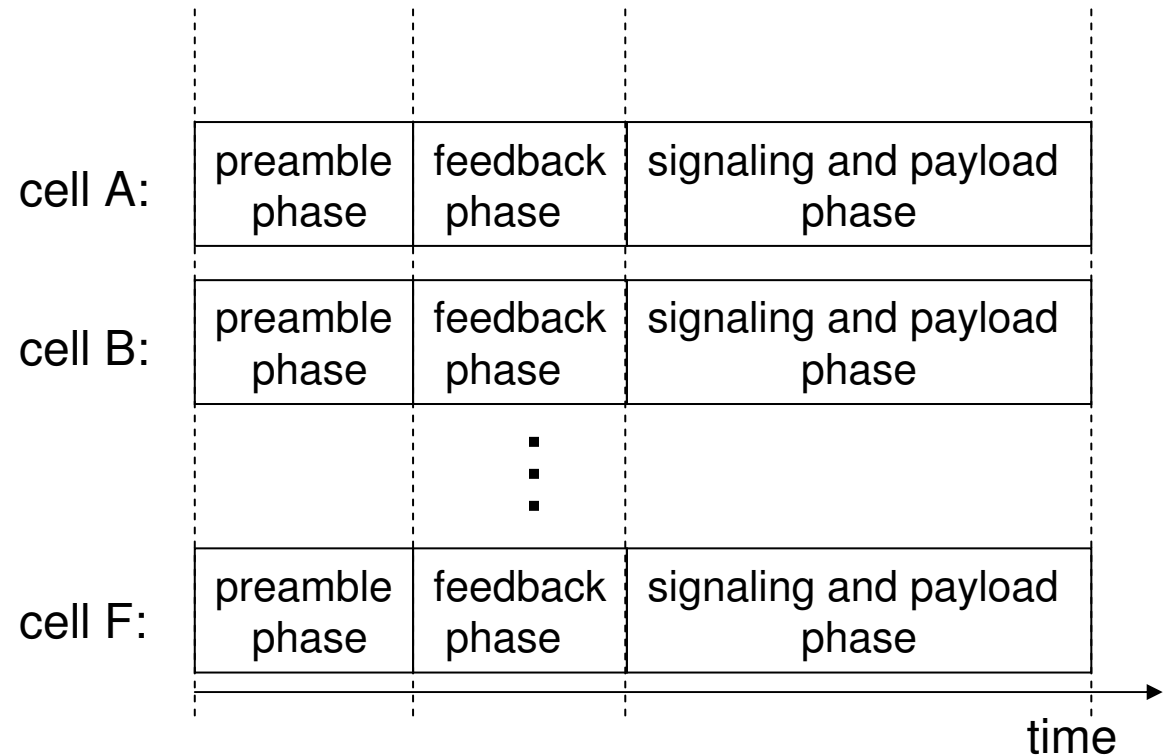 cell A:
preamble feedback signaling and payload
phase phase phase
cell B:
preamble feedback signaling and payload
phase phase phase
cell F:
preamble feedback signaling and payload
phase phase phase
time